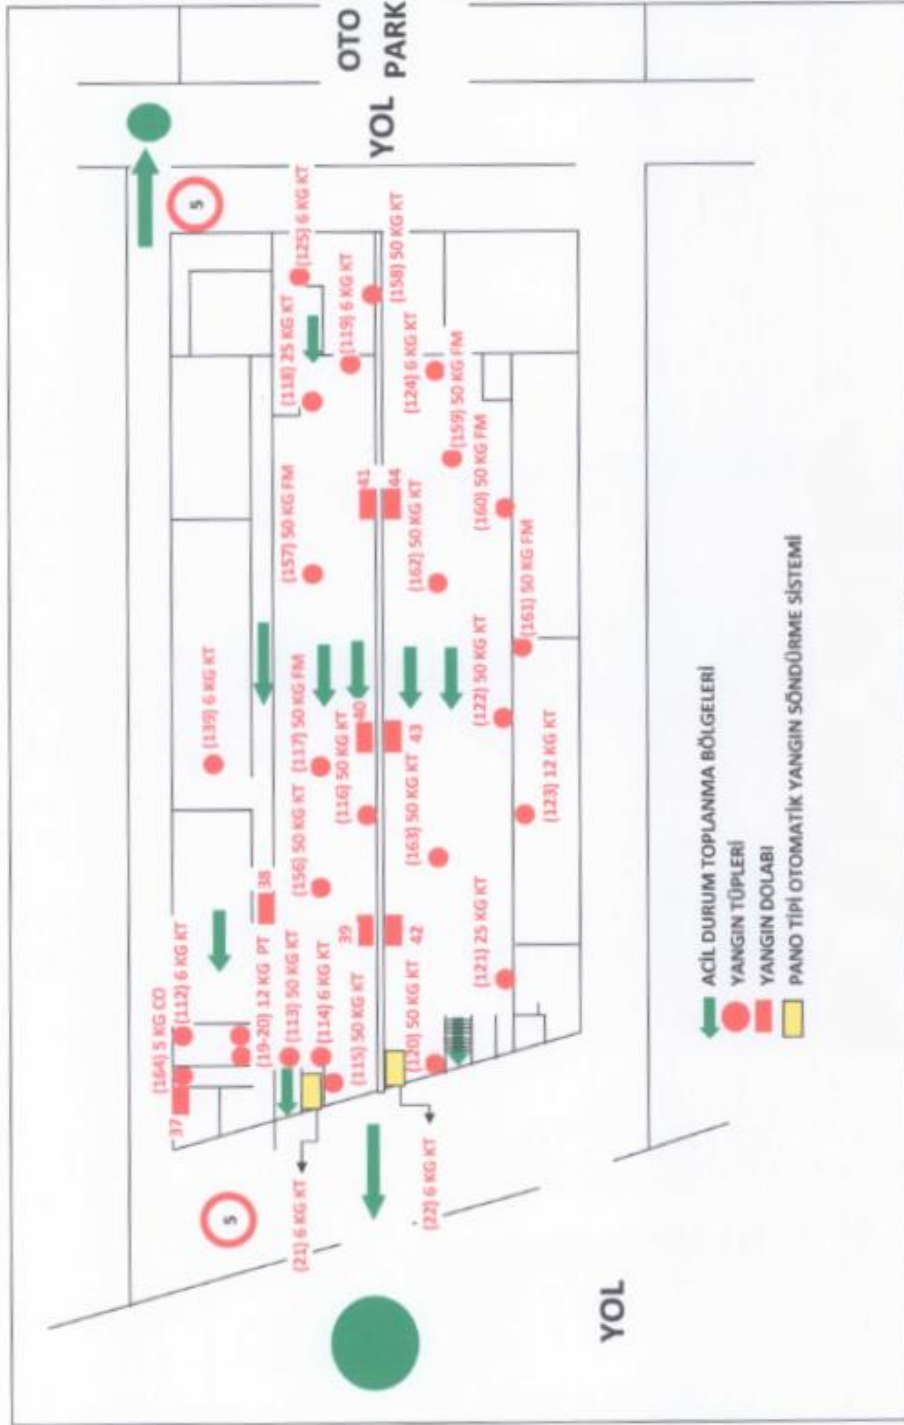 OTO
PARK
YOL
5
(125) 6 KG KT
(118) 25 KG KT
(119) 6 KG KT
(158) 50 KG KT
(124) 6 KG KT
(159) 50 KG FM
(160) 50 KG FM
(157) 50 KG FM
41
44
(162) 50 KG KT
(161) 50 KG FM
(139) 6 KG KT
(117) 50 KG FM
40
(116) 50 KG KT
43
(122) 50 KG KT
(123) 12 KG KT
(163) 50 KG KT
(156) 50 KG KT
38
39
42
(121) 25 KG KT
(164) 5 KG CO
(112) 6 KG KT
(19-20) 12 KG PT
(113) 50 KG KT
(114) 6 KG KT
(115) 50 KG KT
(120) 50 KG KT
37
5
(21) 6 KG KT
(22) 6 KG KT
YOL
ACİL DURUM TOPLANMA BÖLGELERİ
YANGIN TÜPLERİ
YANGIN DOLABI
PANO TİPİ OTOMATİK YANGIN SÖNDÜRME SİSTEMİ